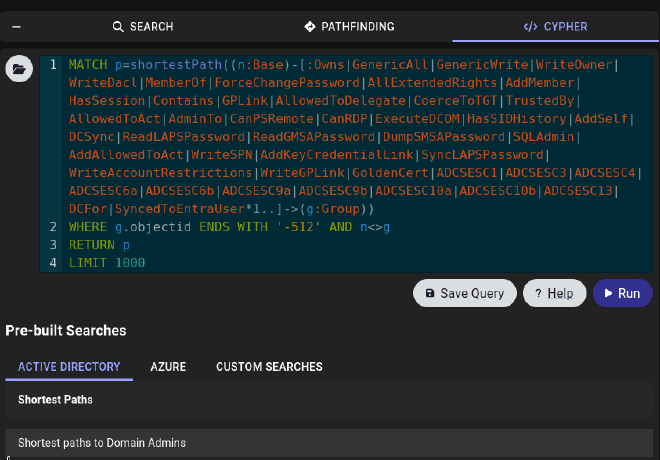 SEARCH
PATHFINDING
CYPHER
1 MATCH p=shortestPath((n:Base)-[:Owns|GenericAll|GenericWrite|WriteOwner|
WriteDacl|MemberOf|ForceChangePassword|AllExtendedRights|AddMember|
HasSession|Contains|GPLink|AllowedToDelegate|CoerceToTGT|TrustedBy|
AllowedToAct|AdminTo|CanPSRemote|CanRDP|ExecuteDCOM|HasSIDHistory|AddSelf|
DCSync|ReadLAPSPassword|ReadGMSAPassword|DumpSMSAPassword|SQLAdmin|
AddAllowedToAct|WriteSPN|AddKeyCredentialLink|SyncLAPSPassword|
WriteAccountRestrictions|WriteGPLink|GoldenCert|ADCSESC1|ADCSESC3|ADCSESC4|
ADCSESC6a|ADCSESC6b|ADCSESC9a|ADCSESC9b|ADCSESC10a|ADCSESC10b|ADCSESC13|
DCFor|SyncedToEntraUser*1..]->(g:Group))
2 WHERE g.objectid ENDS WITH '-512' AND n<>g
3 RETURN p
4 LIMIT 1000
Save Query
? Help
Run
Pre-built Searches
ACTIVE DIRECTORY
AZURE
CUSTOM SEARCHES
Shortest Paths
Shortest paths to Domain Admins